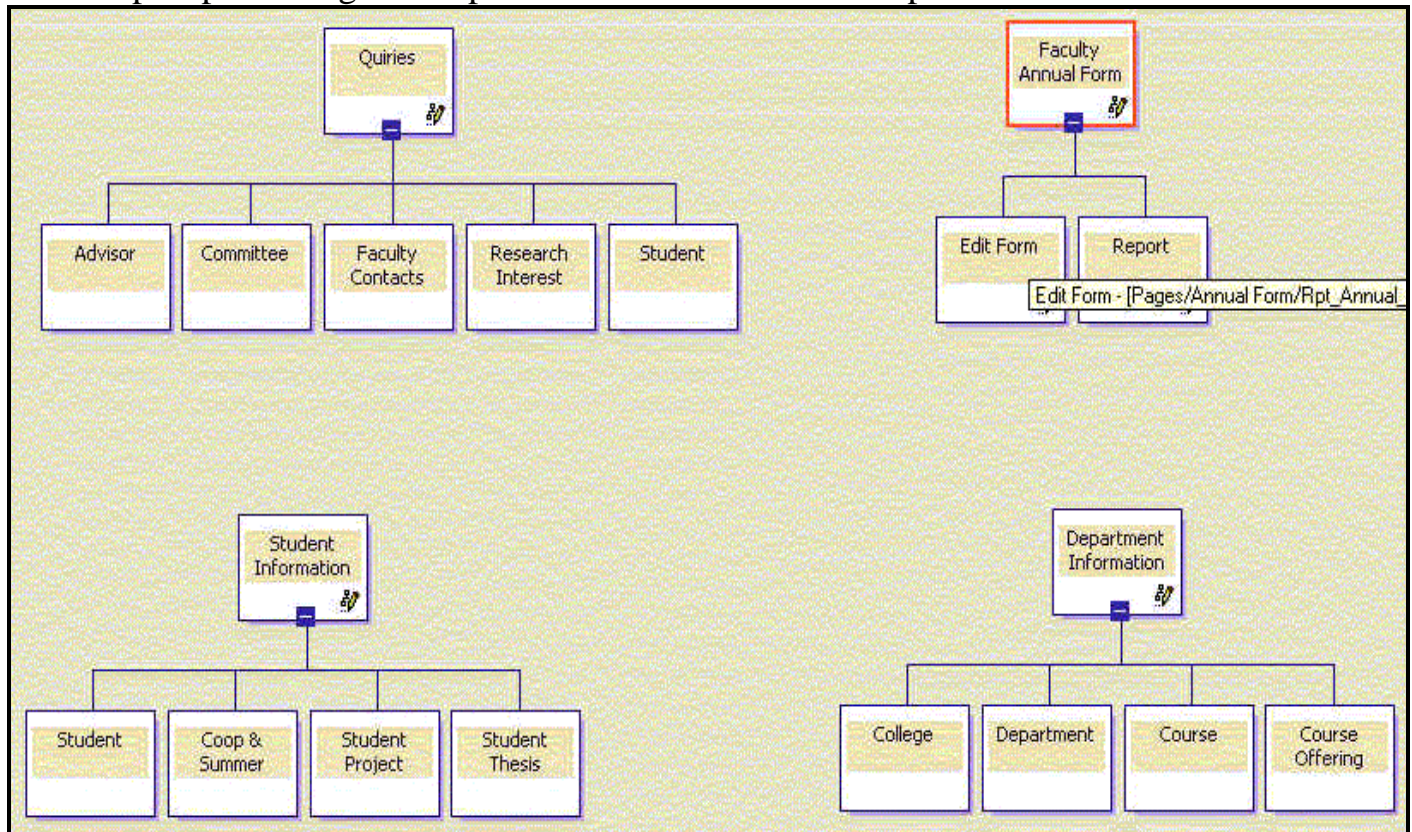 Quiries
Faculty
Annual Form
Advisor
Committee
Faculty
Contacts
Research
Interest
Student
Edit Form
Report
Edit Form - [Pages/Annual Form/Rpt_Annual_
Student
Information
Department
Information
Student
Coop &
Summer
Student
Project
Student
Thesis
College
Department
Course
Course
Offering